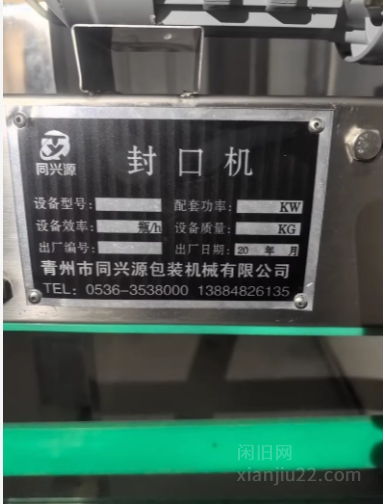 同兴源
封口机
设备型号: 配套功率: KW
设备效率: 瓶/h 设备质量: KG
出厂编号: 出厂日期: 20 年 月
青州市同兴源包装机械有限公司
TEL: 0536-3538000 13884826135
闲旧网
xianjiu22.com